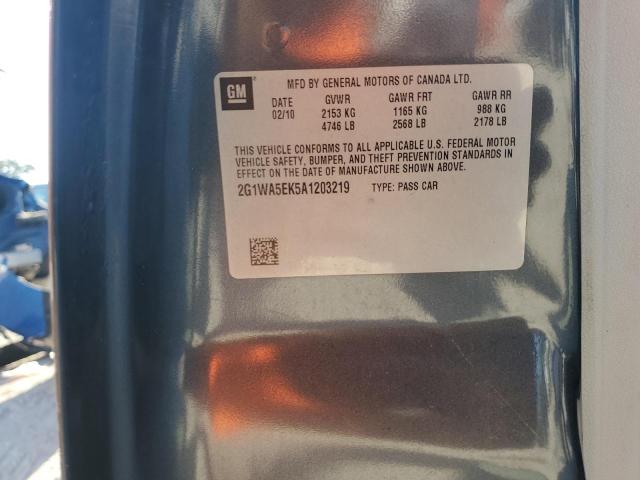 GM
MFD BY GENERAL MOTORS OF CANADA LTD.
DATE GVWR GAWR FRT GAWR RR
02/10 2153 KG 1165 KG 988 KG
4746 LB 2568 LB 2178 LB
THIS VEHICLE CONFORMS TO ALL APPLICABLE U.S. FEDERAL MOTOR
VEHICLE SAFETY, BUMPER, AND THEFT PREVENTION STANDARDS IN
EFFECT ON THE DATE OF MANUFACTURE SHOWN ABOVE.
2G1WA5EK5A1203219 TYPE: PASS CAR